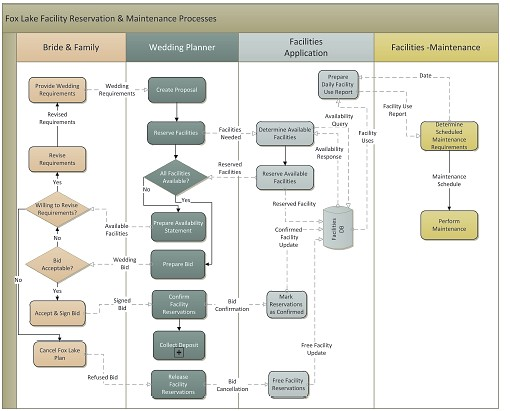 Fox Lake Facility Reservation & Maintenance Processes
Bride & Family
Wedding Planner
Facilities
Application
Facilities -Maintenance
Provide Wedding
Requirements
Wedding
Requirements
Create Proposal
Prepare
Daily Facility
Use Report
Date
Revised
Requirements
Availability
Query
Facility Use
Report
Reserve Facilities
Facilities
Needed
Determine Available
Facilities
Facility
Uses
Determine
Scheduled
Maintenance
Requirements
Revise
Requirements
Availability
Response
Yes
All Facilities
Available?
Reserved
Facilities
Reserve Available
Facilities
Maintenance
Schedule
No
Yes
Reserved Facility
Willing to Revise
Requirements?
Available
Facilities
Prepare Availability
Statement
Facilities
DB
Perform
Maintenance
No
Confirmed
Facility
Update
Bid
Acceptable?
Wedding
Bid
Prepare Bid
No
Yes
Accept & Sign Bid
Signed
Bid
Confirm
Facility
Reservations
Bid
Confirmation
Mark
Reservations
as Confirmed
Cancel Fox Lake
Plan
Collect Deposit
Free Facility
Update
Refused Bid
Release
Facility
Reservations
Bid
Cancellation
Free Facility
Reservations